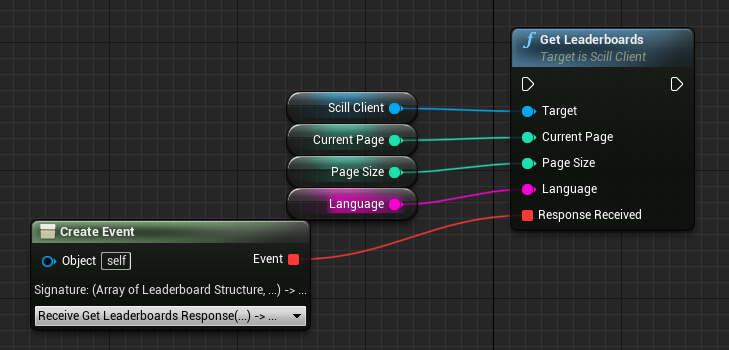 Get Leaderboards
Target is Scill Client
Scill Client
Target
Current Page
Current Page
Page Size
Page Size
Language
Language
Response Received
Create Event
Object self
Event
Signature: (Array of Leaderboard Structure, ...) -> ...
Receive Get Leaderboards Response(...) -> ...